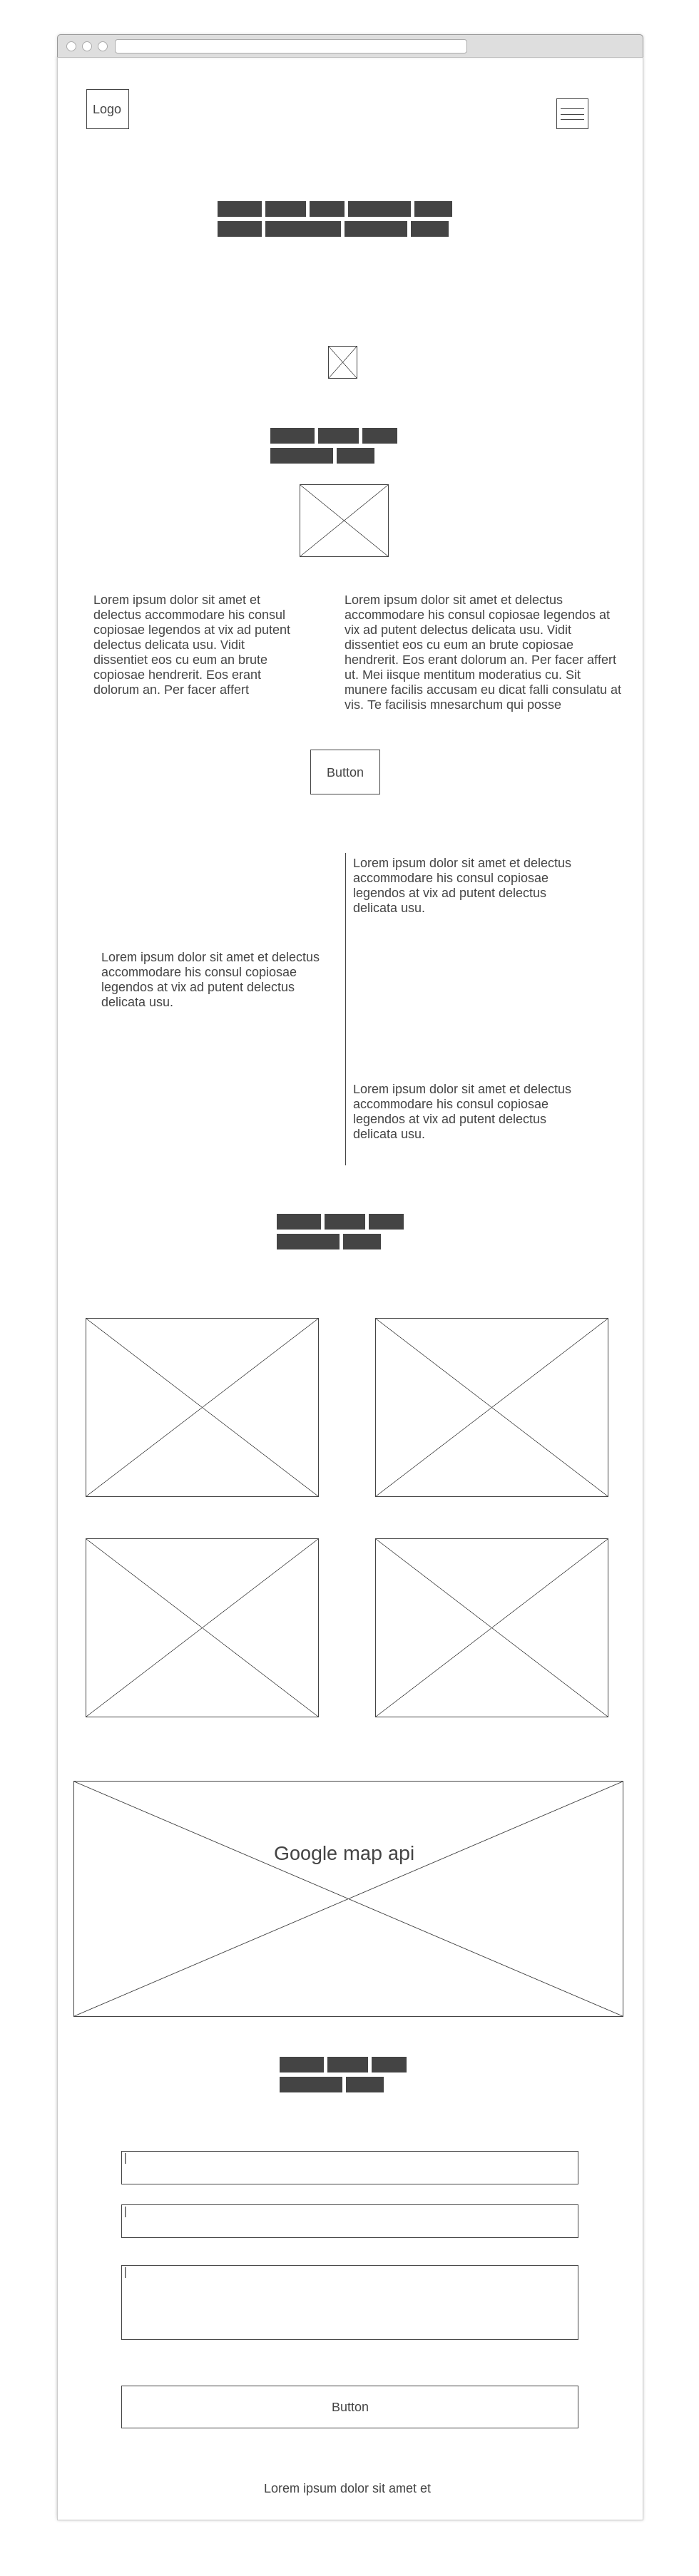 Logo
Lorem ipsum dolor sit amet et
delectus accommodare his consul
copiosae legendos at vix ad putent
delectus delicata usu. Vidit
dissentiet eos cu eum an brute
copiosae hendrerit. Eos erant
dolorum an. Per facer affert
Lorem ipsum dolor sit amet et delectus
accommodare his consul copiosae legendos at
vix ad putent delectus delicata usu. Vidit
dissentiet eos cu eum an brute copiosae
hendrerit. Eos erant dolorum an. Per facer affert
ut. Mei iisque mentitum moderatius cu. Sit
munere facilis accusam eu dicat falli consulatu at
vis. Te facilisis mnesarchum qui posse
Button
Lorem ipsum dolor sit amet et delectus
accommodare his consul copiosae
legendos at vix ad putent delectus
delicata usu.
Lorem ipsum dolor sit amet et delectus
accommodare his consul copiosae
legendos at vix ad putent delectus
delicata usu.
Lorem ipsum dolor sit amet et delectus
accommodare his consul copiosae
legendos at vix ad putent delectus
delicata usu.
Google map api
Button
Lorem ipsum dolor sit amet et